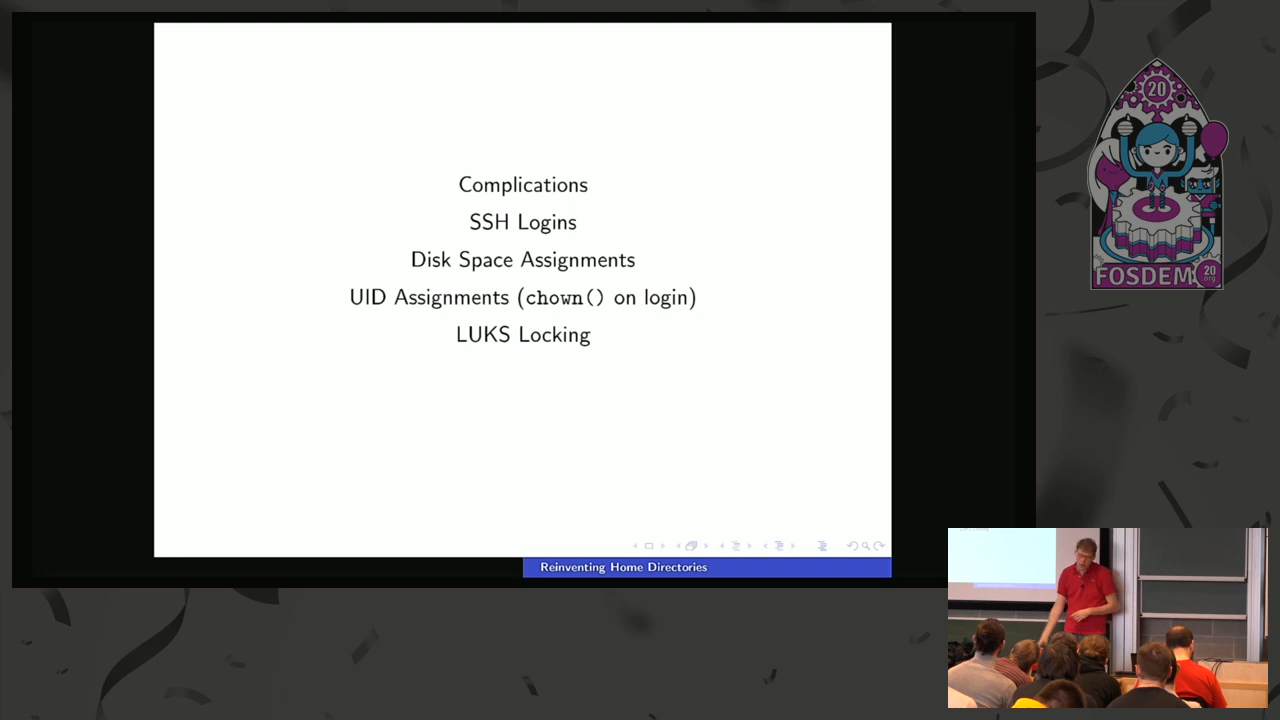 Complications
SSH Logins
Disk Space Assignments
UID Assignments (chown() on login)
LUKS Locking
Reinventing Home Directories
20
FOSDEM
20
.org